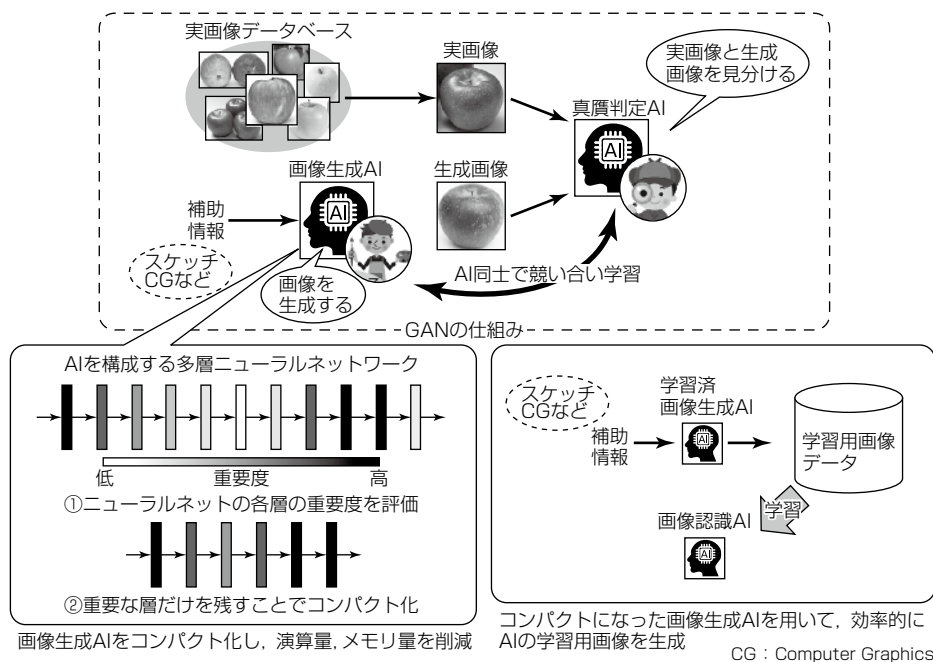 実画像データベース
実画像
実画像と生成
画像を見分ける
真贋判定AI
AI
画像生成AI
生成画像
AI
補助
情報
スケッチ
CGなど
画像を
生成する
AI同士で競い合い学習
GANの仕組み
AIを構成する多層ニューラルネットワーク
低
重要度
高
①ニューラルネットの各層の重要度を評価
②重要な層だけを残すことでコンパクト化
画像生成AIをコンパクト化し，演算量，メモリ量を削減
スケッチ
CGなど
補助
情報
学習済
画像生成AI
AI
学習用画像
データ
学習
画像認識AI
AI
コンパクトになった画像生成AIを用いて，効率的に
AIの学習用画像を生成
CG：Computer Graphics